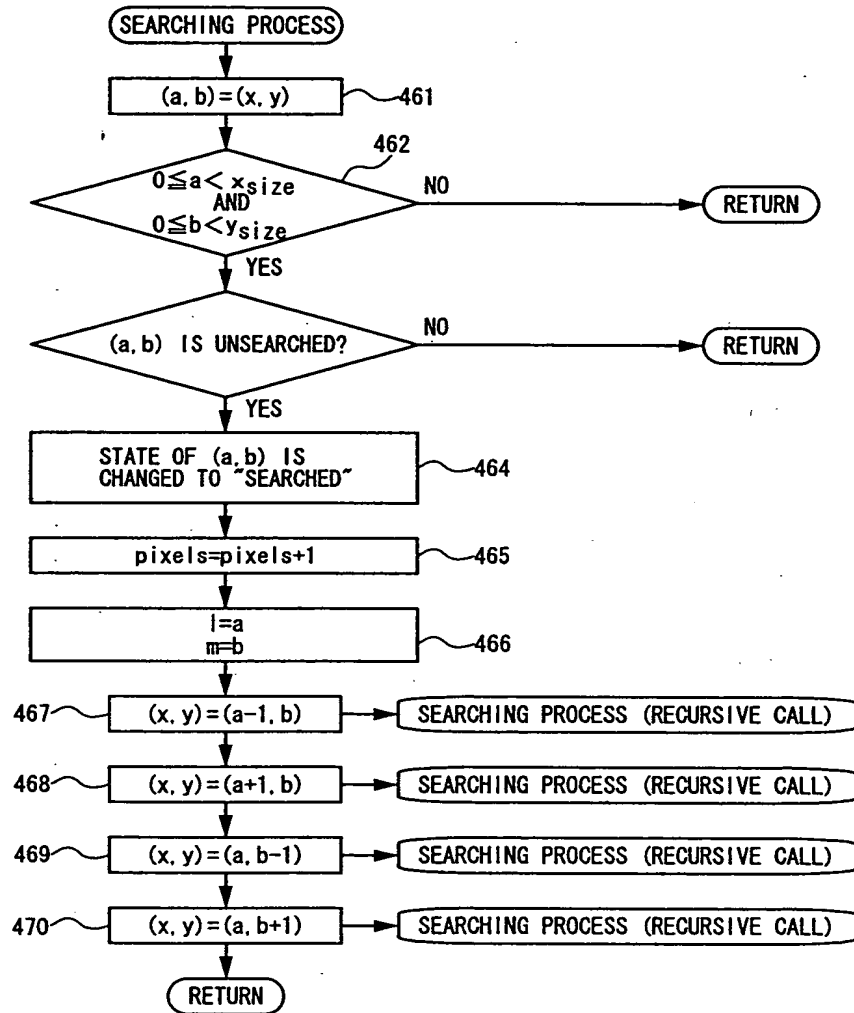 SEARCHING PROCESS
(a, b)=(x, y)
461
462
0≦a<x_size
AND
0≦b<y_size
NO
RETURN
YES
(a, b) IS UNSEARCHED?
NO
RETURN
YES
STATE OF (a, b) IS
CHANGED TO "SEARCHED"
464
pixels=pixels+1
465
l=a
m=b
466
467
(x, y)=(a-1, b)
SEARCHING PROCESS (RECURSIVE CALL)
468
(x, y)=(a+1, b)
SEARCHING PROCESS (RECURSIVE CALL)
469
(x, y)=(a, b-1)
SEARCHING PROCESS (RECURSIVE CALL)
470
(x, y)=(a, b+1)
SEARCHING PROCESS (RECURSIVE CALL)
RETURN